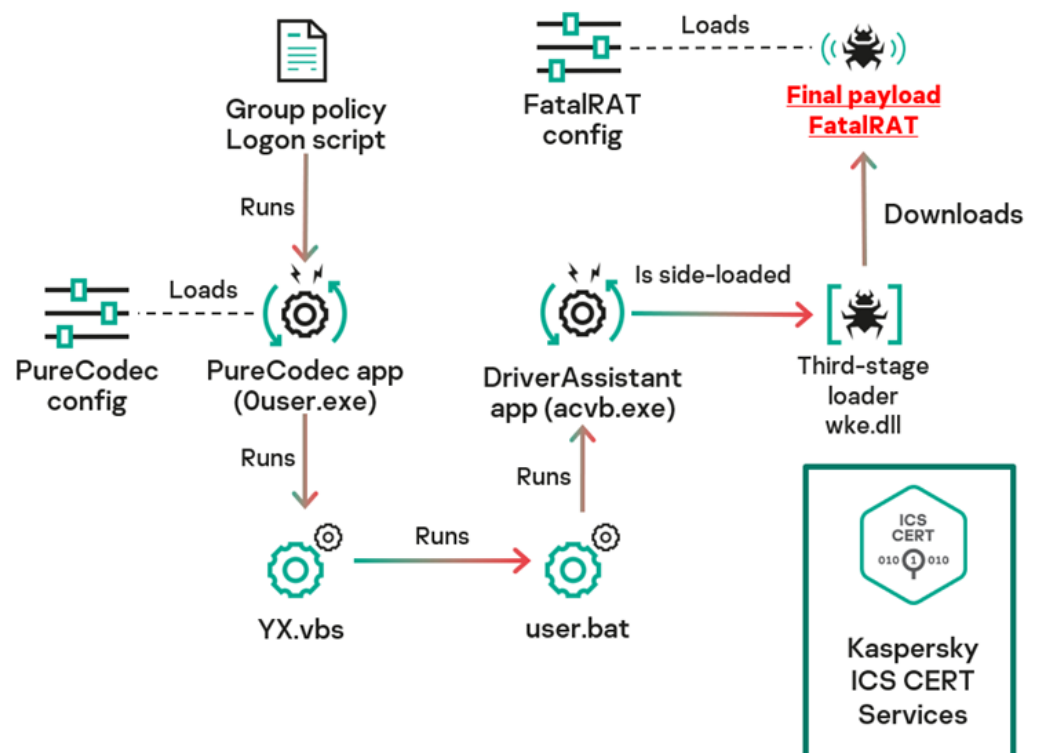 Group policy
Logon script
Runs
Loads
PureCodec
config
PureCodec app
(0user.exe)
Runs
YX.vbs
Runs
user.bat
Runs
DriverAssistant
app (acvb.exe)
Is side-loaded
Third-stage
loader
wke.dll
Downloads
Final payload
FatalRAT
Loads
FatalRAT
config
ICS
CERT
010 1 010
Kaspersky
ICS CERT
Services